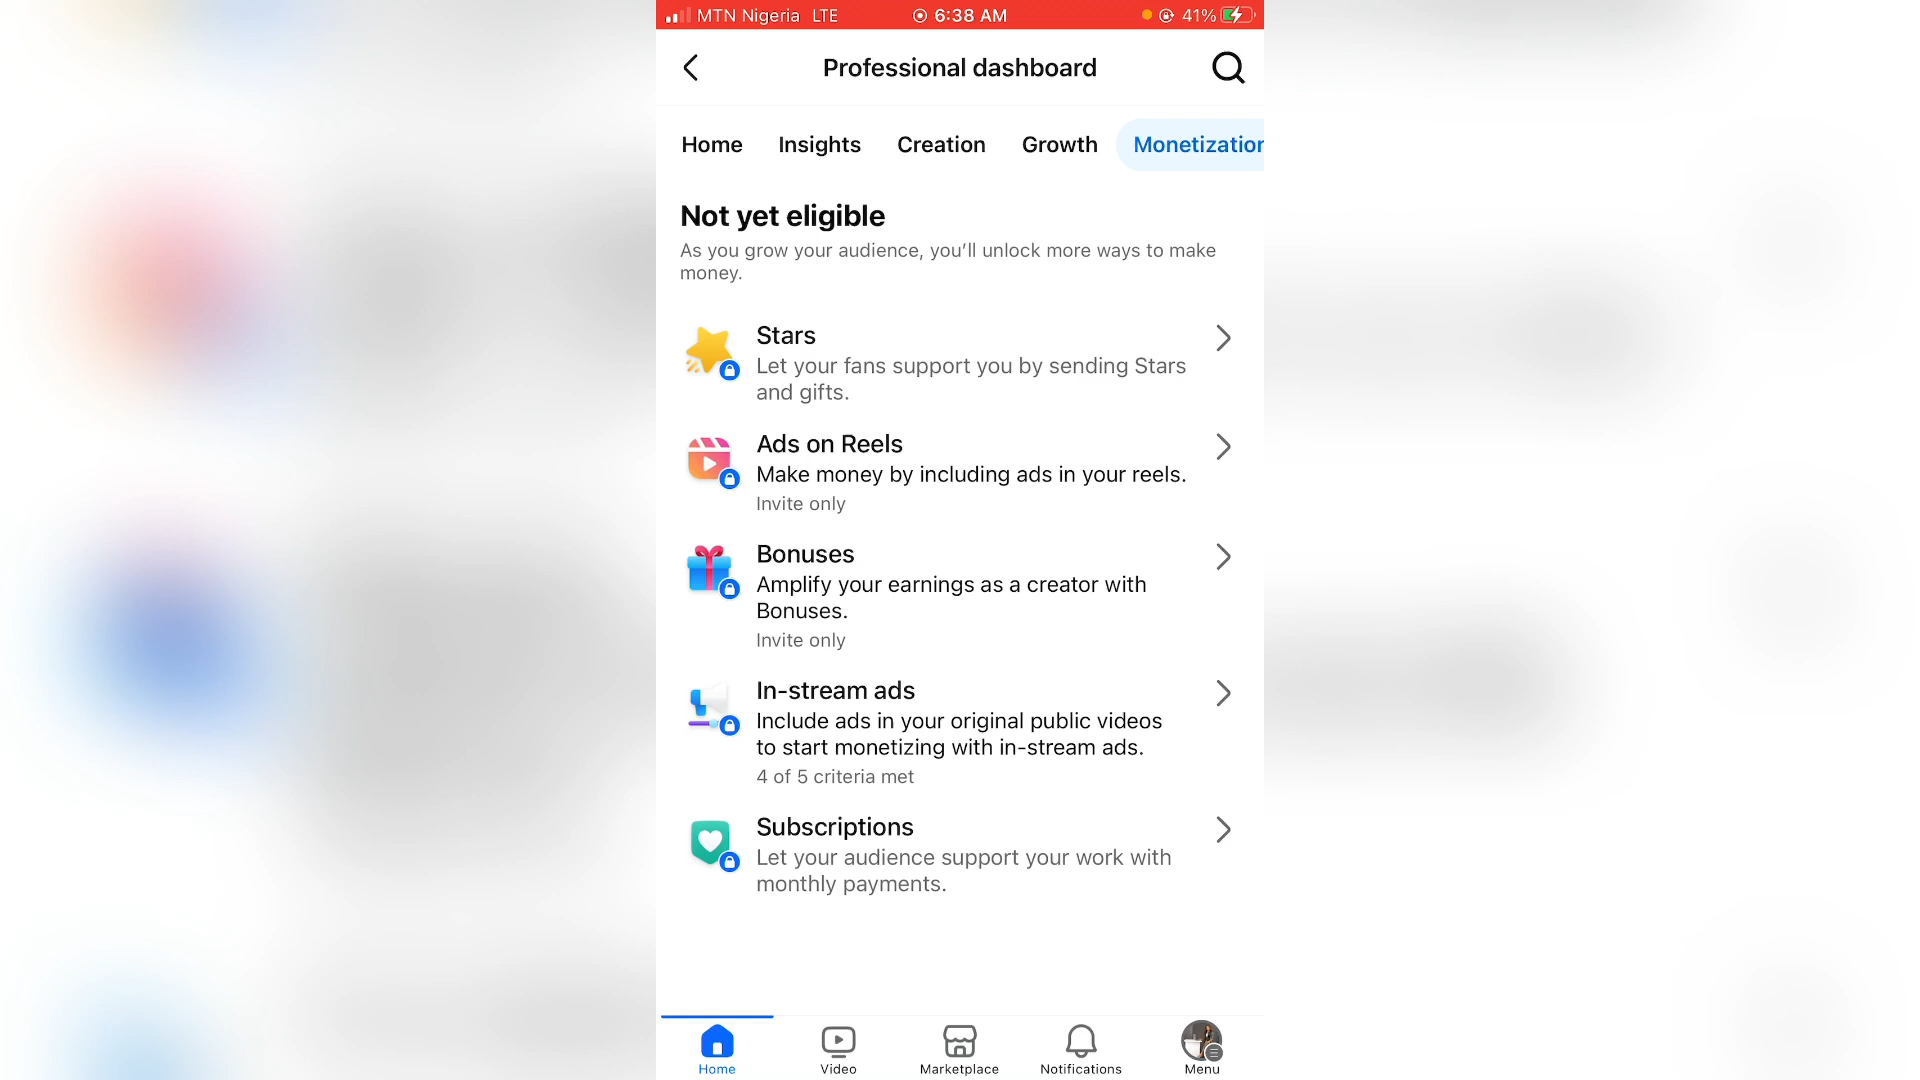 MTN Nigeria LTE 6:38 AM 41%
Professional dashboard
Home Insights Creation Growth Monetization
Not yet eligible
As you grow your audience, you’ll unlock more ways to make
money.
Stars
Let your fans support you by sending Stars
and gifts.
Ads on Reels
Make money by including ads in your reels.
Invite only
Bonuses
Amplify your earnings as a creator with
Bonuses.
Invite only
In-stream ads
Include ads in your original public videos
to start monetizing with in-stream ads.
4 of 5 criteria met
Subscriptions
Let your audience support your work with
monthly payments.
Home Video Marketplace Notifications Menu